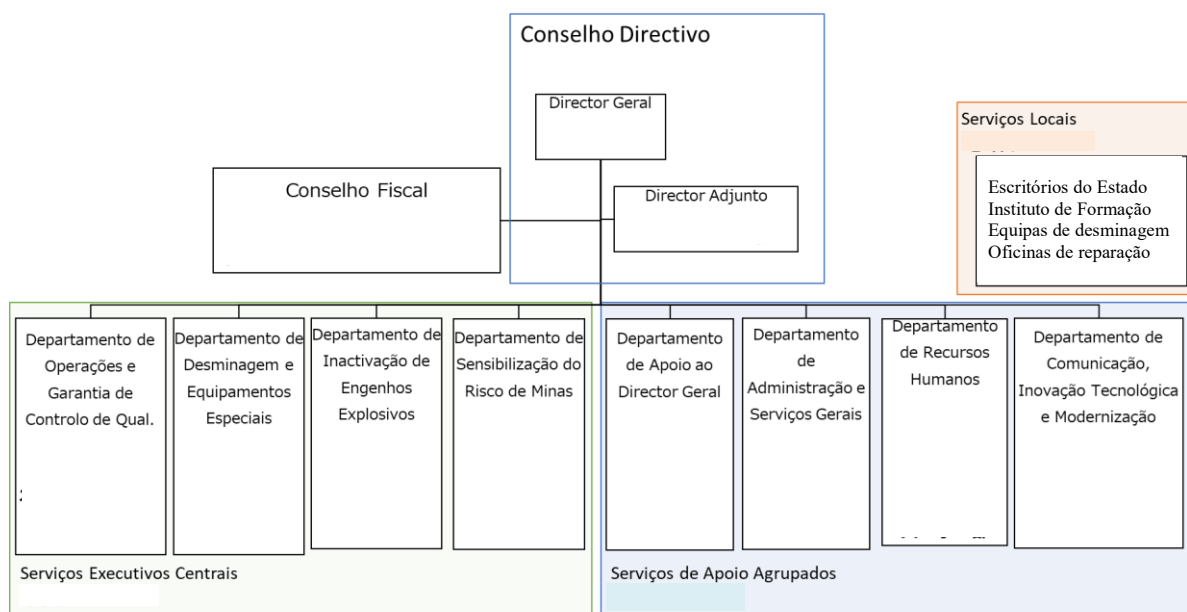 Conselho Directivo
Director Geral
Serviços Locais
Escritórios do Estado
Instituto de Formação
Equipas de desminagem
Oficinas de reparação
Conselho Fiscal
Director Adjunto
Departamento de
Operações e
Garantia de
Controlo de Qual.
Departamento de
Desminagem e
Equipamentos
Especiais
Departamento de
Inactivação de
Engenhos
Explosivos
Departamento de
Sensibilização do
Risco de Minas
Departamento
de Apoio ao
Director Geral
Departamento
de
Administração e
Serviços Gerais
Departamento
de Recursos
Humanos
Departamento de
Comunicação,
Inovação Tecnológica
e Modernização
Serviços Executivos Centrais
Serviços de Apoio Agrupados